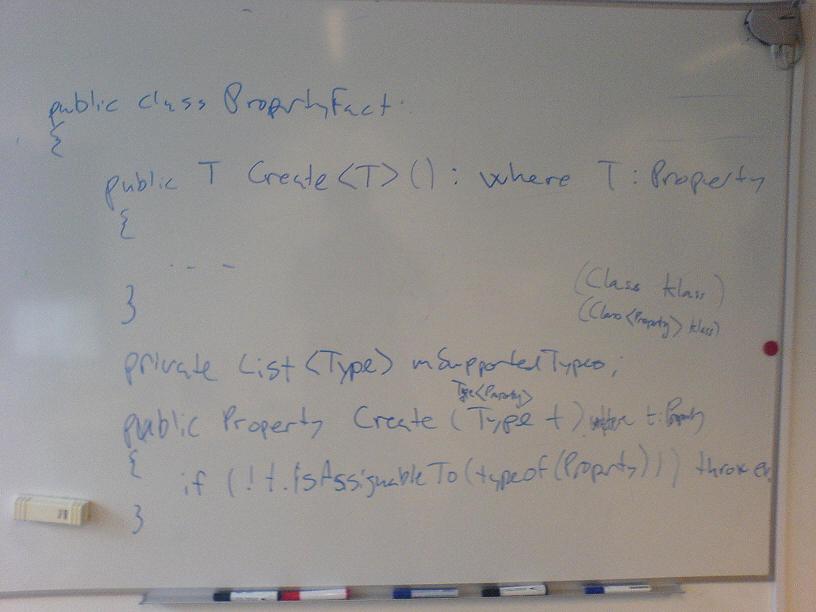 public class PropertyFact
{
public T Create<T>() : where T : Property
{
. - -
}
(Class klass)
(Class<Property> klass)
private List<Type> mSupportedTypes;
Type<Property>
public Property Create (Type t) where t: Property
{
if (! t.IsAssignableTo(typeof(Property))) throw ex
}